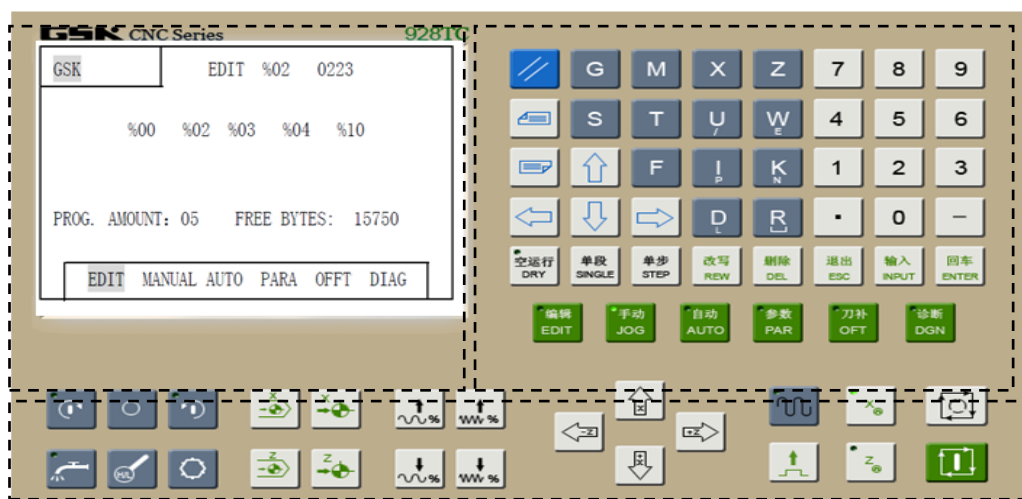 GSK CNC Series 928TC
GSK EDIT %02 0223
%00 %02 %03 %04 %10
PROG. AMOUNT: 05 FREE BYTES: 15750
EDIT MANUAL AUTO PARA OFFT DIAG
G M X Z 7 8 9
S T U / W E 4 5 6
F I P K N 1 2 3
D L R . 0 −
空运行 单段 单步 改写 删除 退出 输入 回车
DRY SINGLE STEP REW DEL ESC INPUT ENTER
编辑 手动 自动 参数 刀补 诊断
EDIT JOG AUTO PAR OFT DGN
X X % %
-Z X +Z X
X
Z Z H/L % %
Z